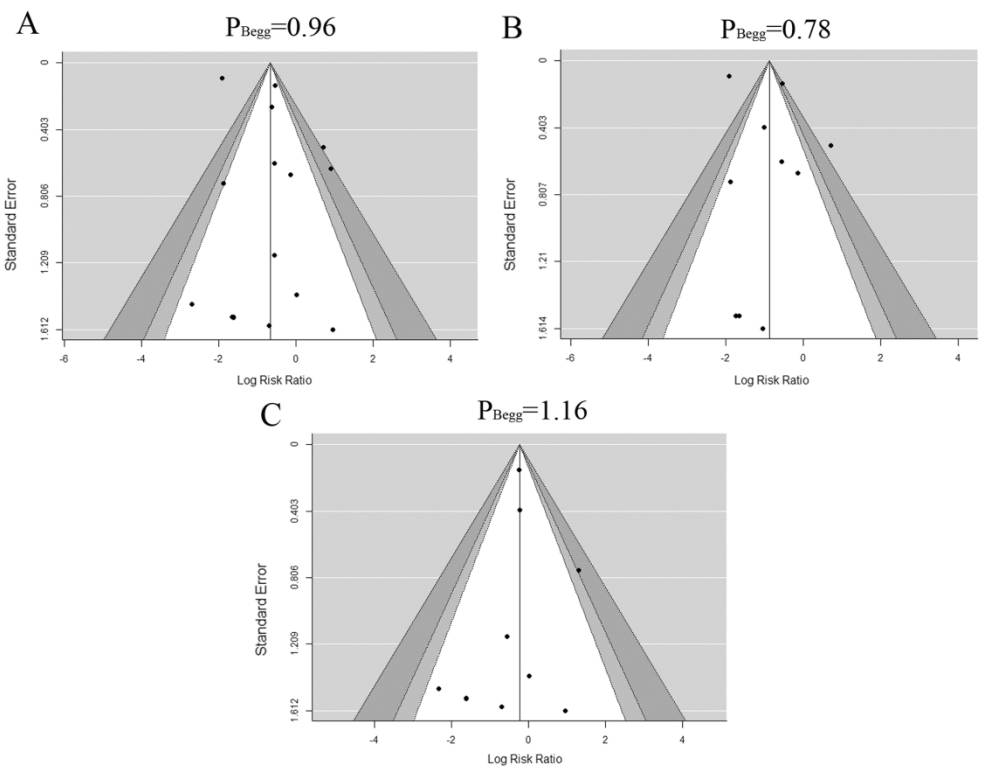 A
P_Begg=0.96
0
0.403
0.806
1.209
1.612
Standard Error
-6 -4 -2 0 2 4
Log Risk Ratio
B
P_Begg=0.78
0
0.403
0.807
1.21
1.614
Standard Error
-6 -4 -2 0 2 4
Log Risk Ratio
C
P_Begg=1.16
0
0.403
0.806
1.209
1.612
Standard Error
-4 -2 0 2 4
Log Risk Ratio